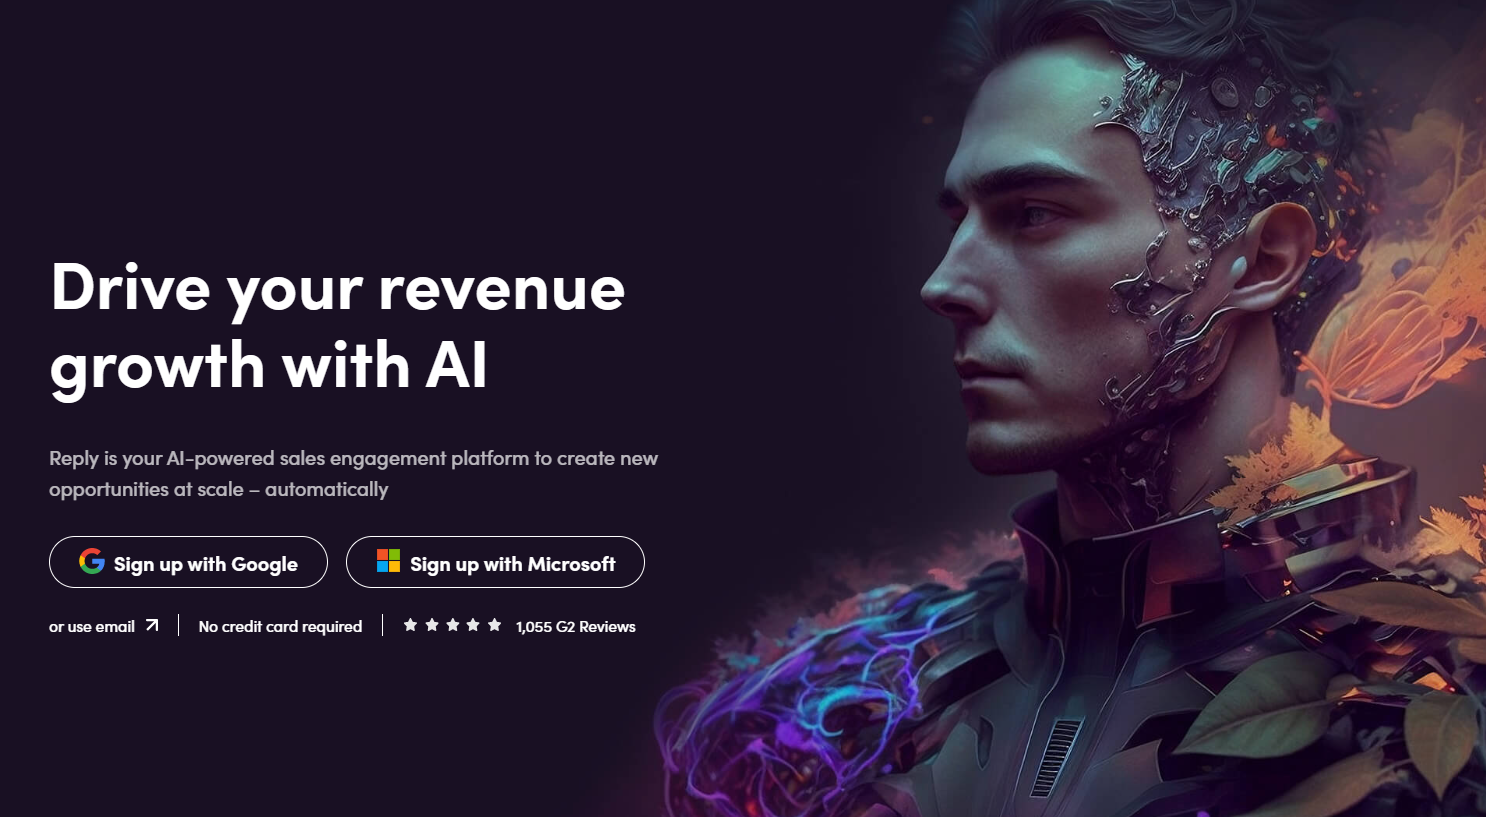 Drive your revenue
growth with AI
Reply is your AI-powered sales engagement platform to create new
opportunities at scale – automatically
Sign up with Google
Sign up with Microsoft
or use email
No credit card required
1,055 G2 Reviews